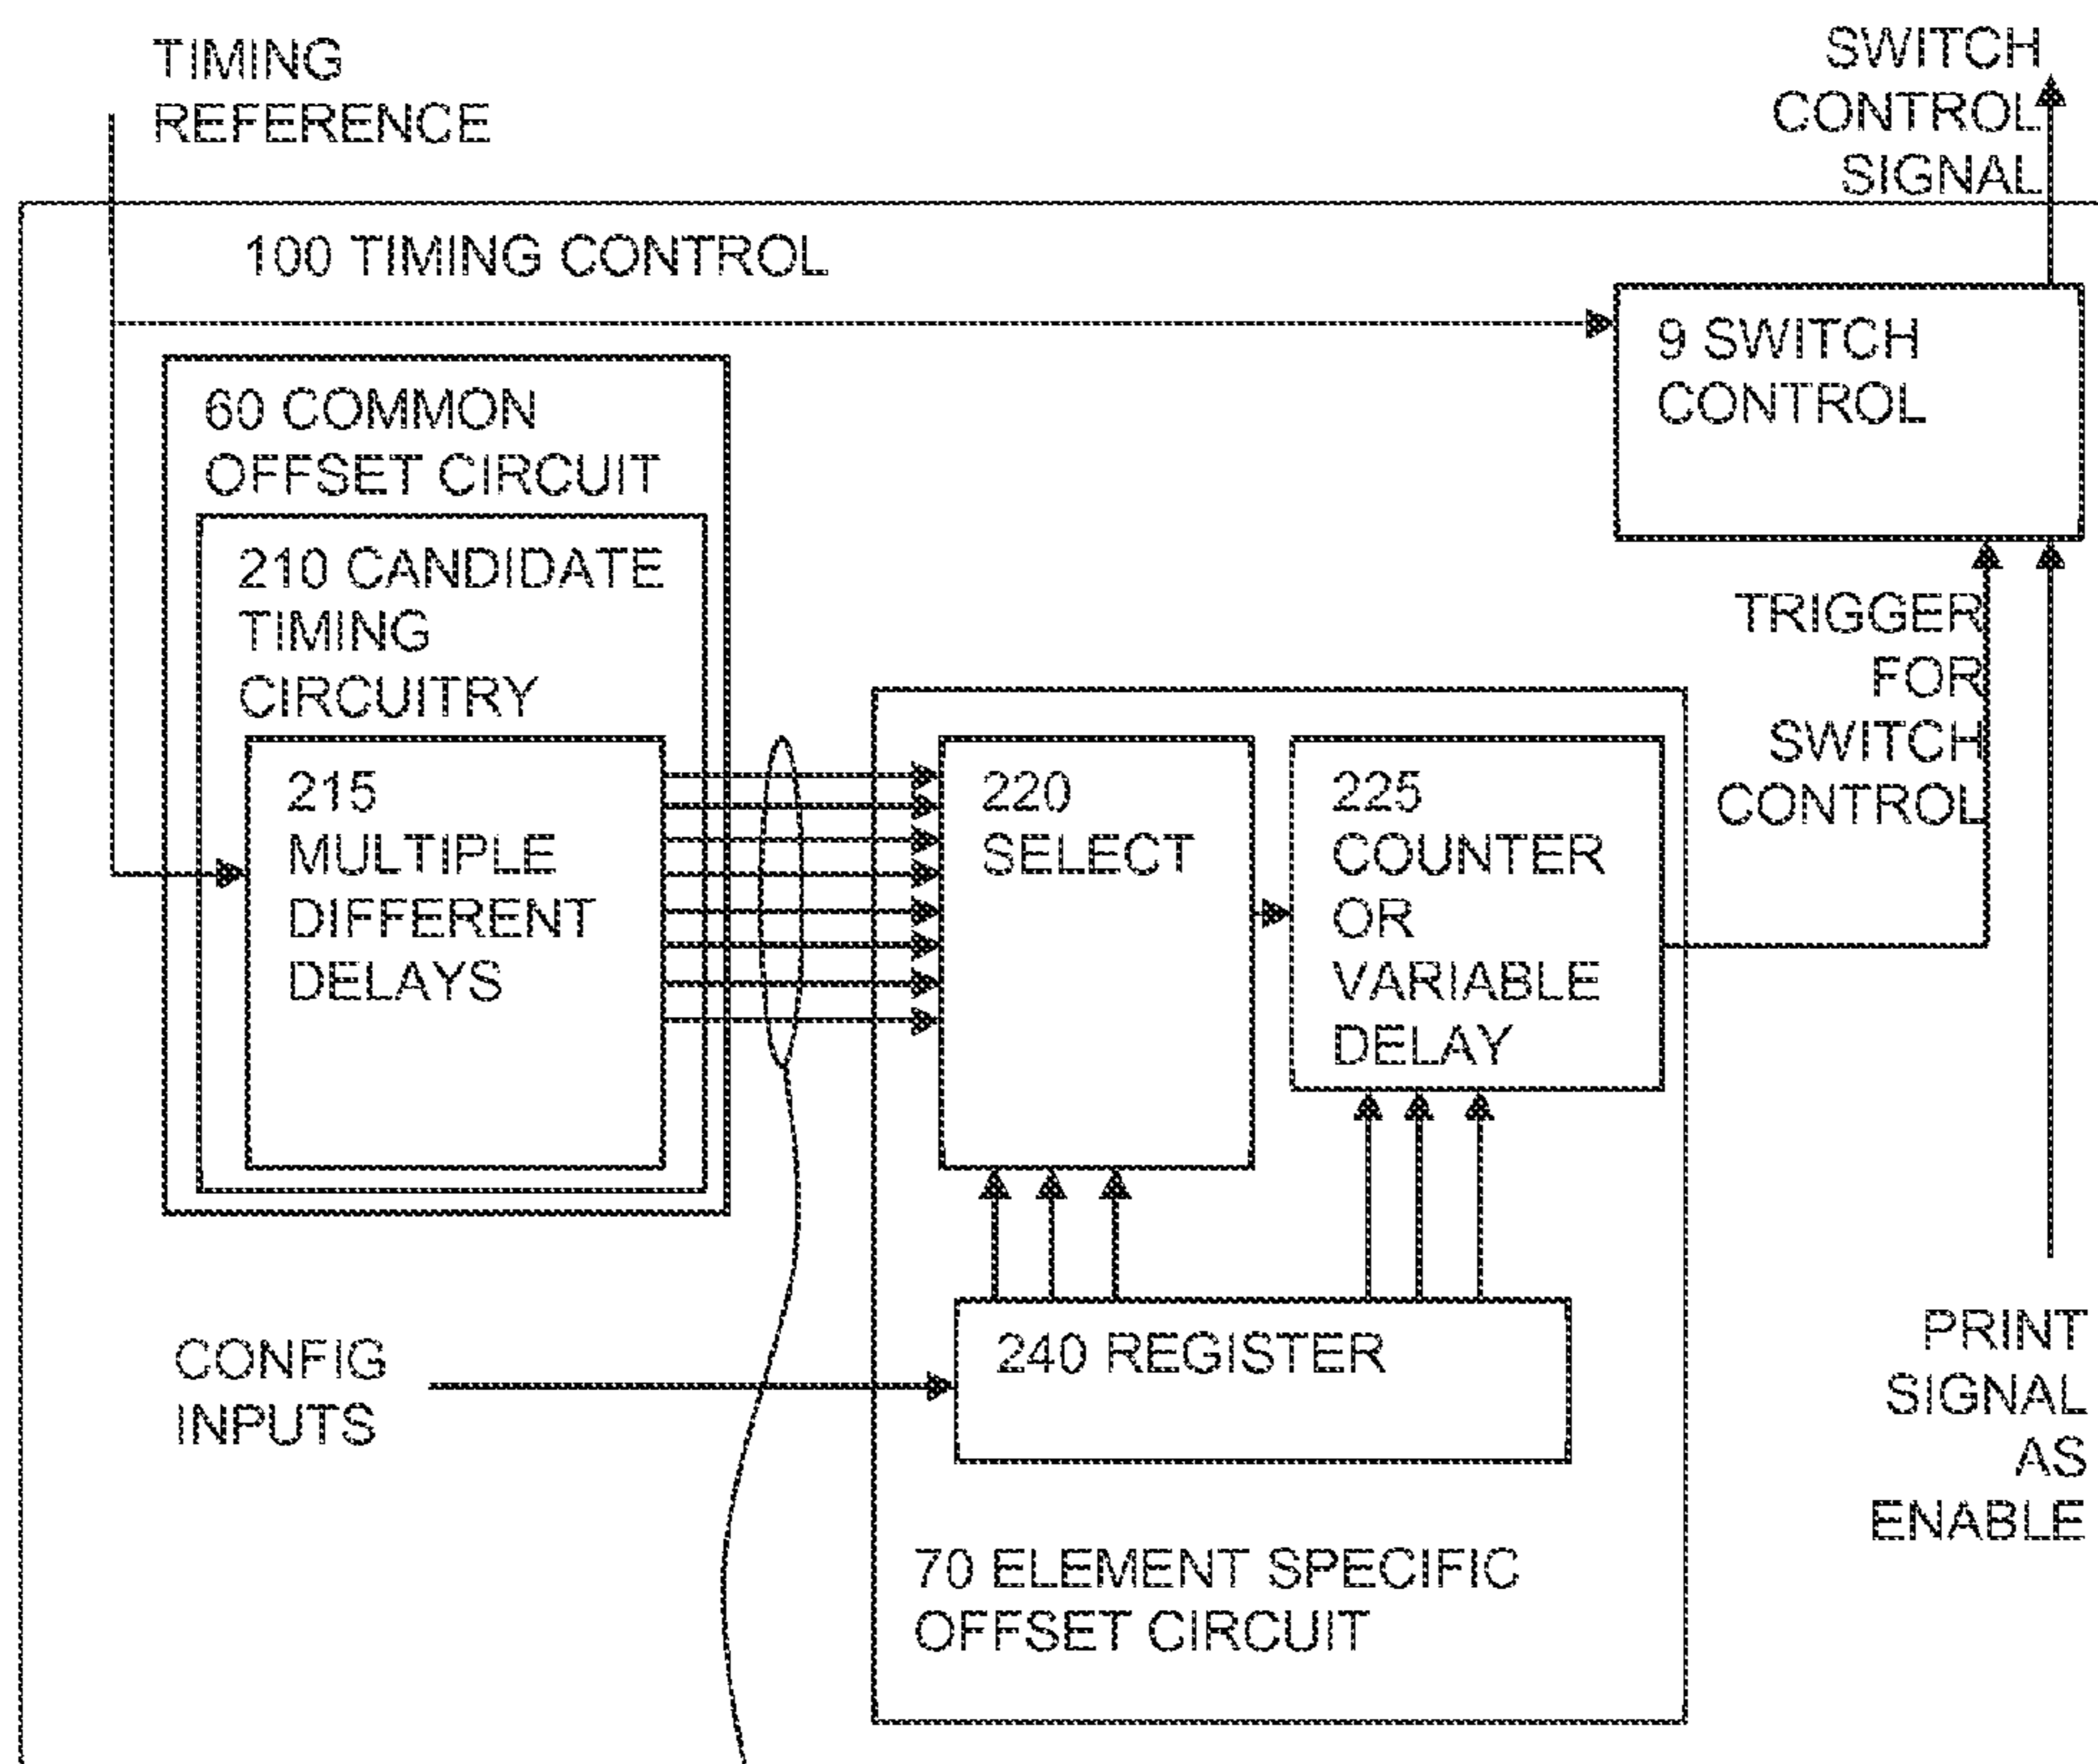 TIMING
REFERENCE
SWITCH
CONTROL
SIGNAL
100 TIMING CONTROL
9 SWITCH
CONTROL
60 COMMON
OFFSET CIRCUIT
210 CANDIDATE
TIMING
CIRCUITRY
215
MULTIPLE
DIFFERENT
DELAYS
220
SELECT
225
COUNTER
OR
VARIABLE
DELAY
TRIGGER
FOR
SWITCH
CONTROL
CONFIG
INPUTS
240 REGISTER
70 ELEMENT SPECIFIC
OFFSET CIRCUIT
PRINT
SIGNAL
AS
ENABLE